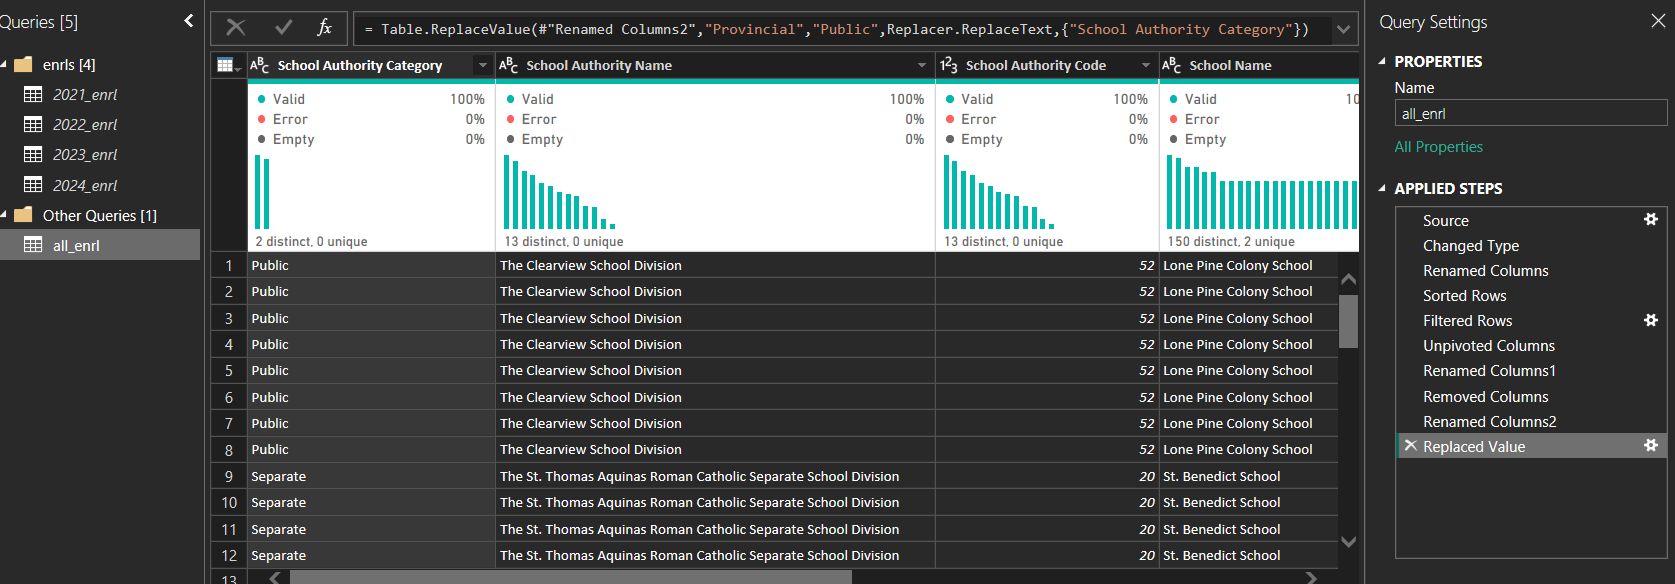 Queries [5]
enrls [4]
2021_enrl
2022_enrl
2023_enrl
2024_enrl
Other Queries [1]
all_enrl
fx
= Table.ReplaceValue(#"Renamed Columns2","Provincial","Public",Replacer.ReplaceText,{"School Authority Category"})
ABC School Authority Category ABC School Authority Name 123 School Authority Code ABC School Name
Valid 100% Valid 100% Valid 100% Valid 10
Error 0% Error 0% Error 0% Error
Empty 0% Empty 0% Empty 0% Empty
2 distinct, 0 unique 13 distinct, 0 unique 13 distinct, 0 unique 150 distinct, 2 unique
1 Public The Clearview School Division 52 Lone Pine Colony School
2 Public The Clearview School Division 52 Lone Pine Colony School
3 Public The Clearview School Division 52 Lone Pine Colony School
4 Public The Clearview School Division 52 Lone Pine Colony School
5 Public The Clearview School Division 52 Lone Pine Colony School
6 Public The Clearview School Division 52 Lone Pine Colony School
7 Public The Clearview School Division 52 Lone Pine Colony School
8 Public The Clearview School Division 52 Lone Pine Colony School
9 Separate The St. Thomas Aquinas Roman Catholic Separate School Division 20 St. Benedict School
10 Separate The St. Thomas Aquinas Roman Catholic Separate School Division 20 St. Benedict School
11 Separate The St. Thomas Aquinas Roman Catholic Separate School Division 20 St. Benedict School
12 Separate The St. Thomas Aquinas Roman Catholic Separate School Division 20 St. Benedict School
13
Query Settings
PROPERTIES
Name
all_enrl
All Properties
APPLIED STEPS
Source
Changed Type
Renamed Columns
Sorted Rows
Filtered Rows
Unpivoted Columns
Renamed Columns1
Removed Columns
Renamed Columns2
Replaced Value